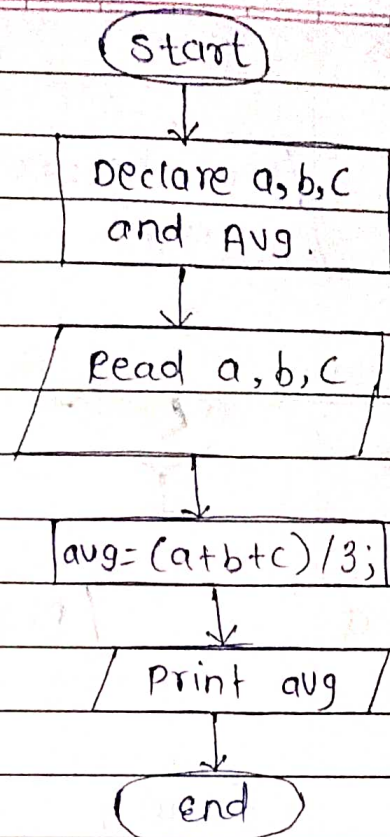 Start
Declare a, b, c
and Avg.
Read a, b, c
avg = (a+b+c)/3;
Print avg
End